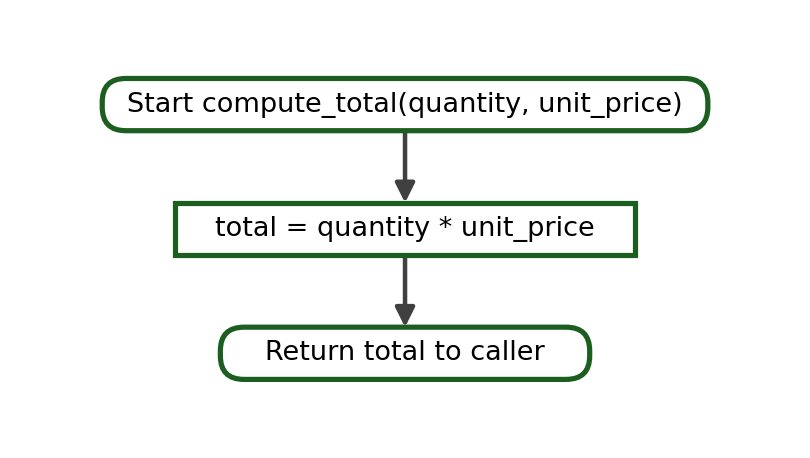 Start compute_total(quantity, unit_price)
total = quantity * unit_price
Return total to caller